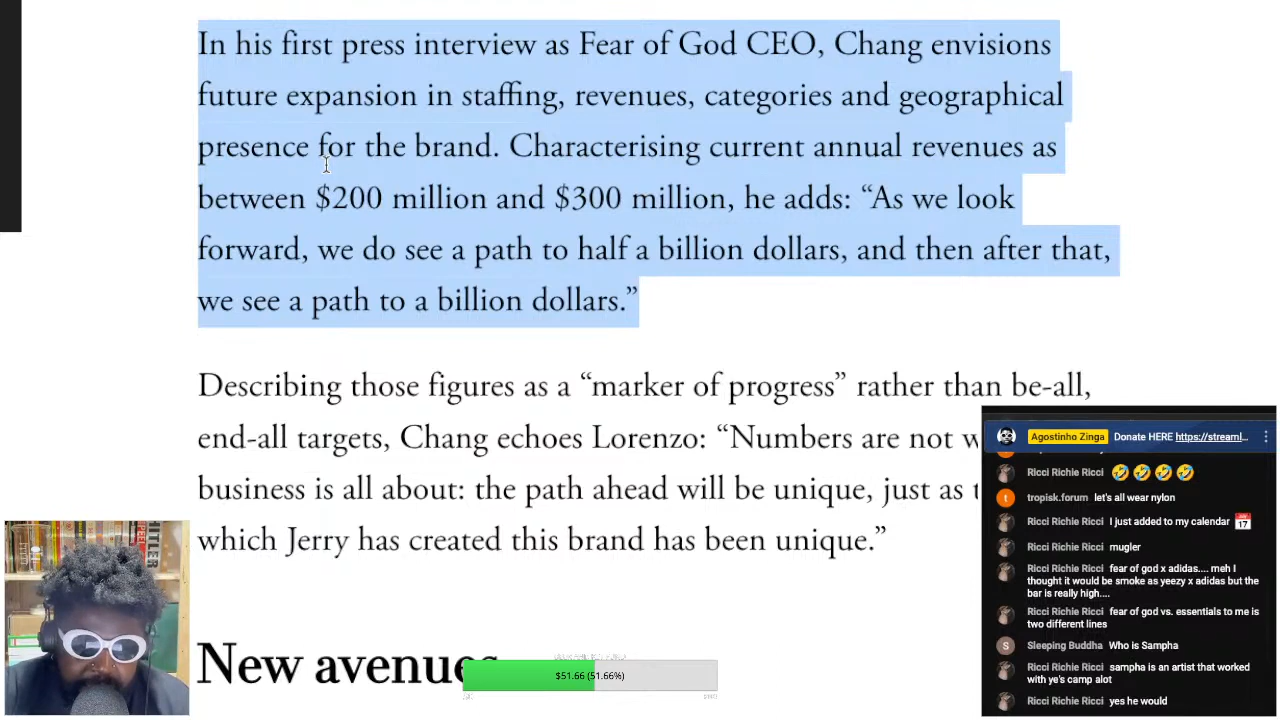 In his first press interview as Fear of God CEO, Chang envisions
future expansion in staffing, revenues, categories and geographical
presence for the brand. Characterising current annual revenues as
between $200 million and $300 million, he adds: “As we look
forward, we do see a path to half a billion dollars, and then after that,
we see a path to a billion dollars.”
Describing those figures as a “marker of progress” rather than be-all,
end-all targets, Chang echoes Lorenzo: “Numbers are not
business is all about: the path ahead will be unique, just as
which Jerry has created this brand has been unique.”
New avenues
$51.66 (51.66%)
Agostinho Zinga Donate HERE https://streaml...
Ricci Richie Ricci 🤣 🤣 🤣 🤣
tropisk.forum let's all wear nylon
Ricci Richie Ricci I just added to my calendar 📅
Ricci Richie Ricci mugler
Ricci Richie Ricci fear of god x adidas.... meh I
thought it would be smoke as yeezy x adidas but the
bar is really high....
Ricci Richie Ricci fear of god vs. essentials to me is
two different lines
Sleeping Buddha Who is Sampha
Ricci Richie Ricci sampha is an artist that worked
with ye's camp alot
Ricci Richie Ricci yes he would